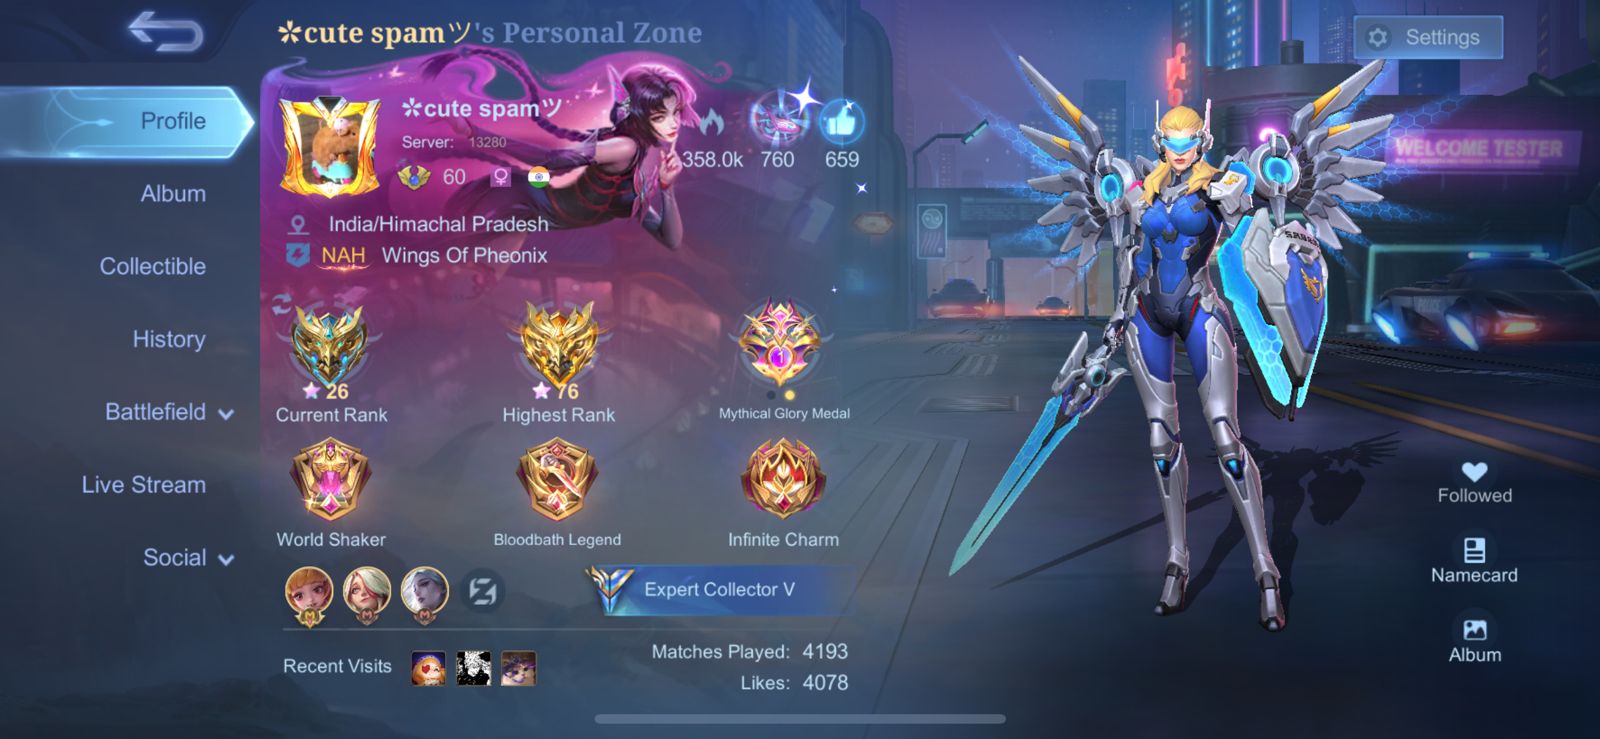 ✲cute spamツ's Personal Zone
Settings
Profile
Album
Collectible
History
Battlefield
Live Stream
Social
✲cute spamツ
Server: 13280
60
358.0k 760 659
India/Himachal Pradesh
NAH Wings Of Pheonix
26
Current Rank
76
Highest Rank
1
Mythical Glory Medal
World Shaker
Bloodbath Legend
Infinite Charm
Expert Collector V
Recent Visits
Matches Played: 4193
Likes: 4078
WELCOME TESTER
POLICE
Followed
Namecard
Album